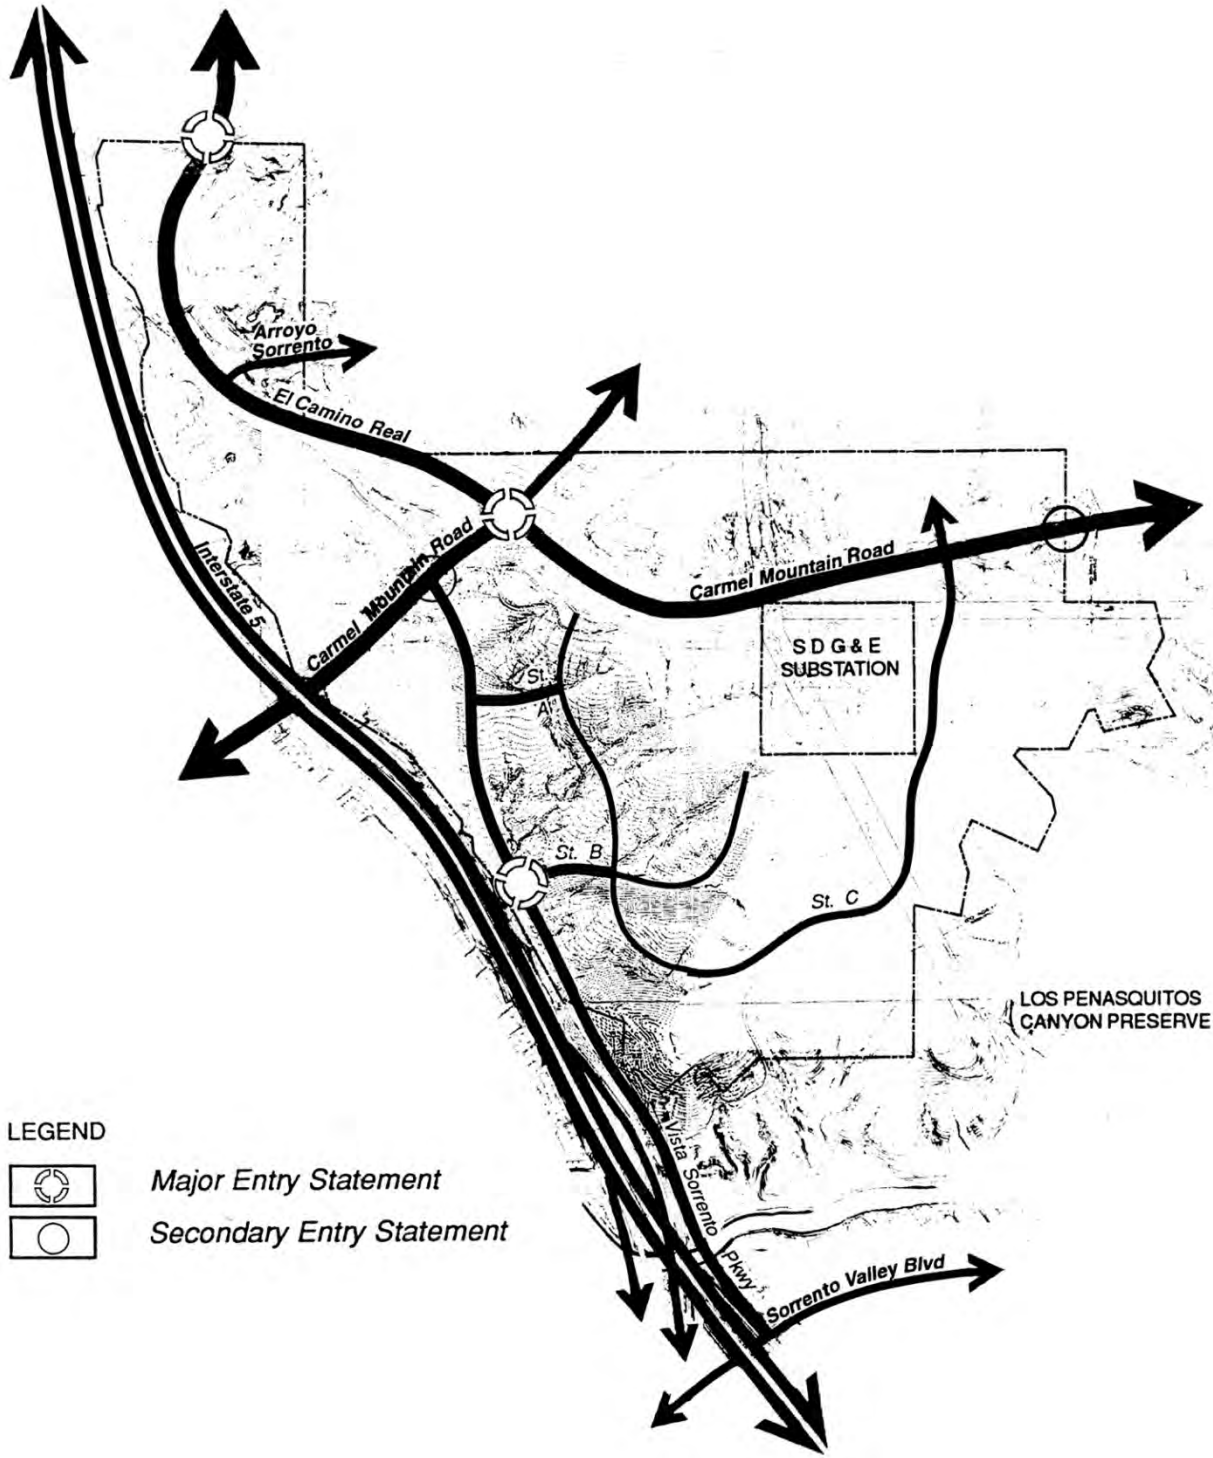 Arroyo
Sorrento
El Camino Real
Carmel Mountain Road
Carmel Mountain Road
Interstate 5
S D G & E
SUBSTATION
St.
A
St. B
St. C
LOS PENASQUITOS
CANYON PRESERVE
Vista Sorrento Pkwy
Sorrento Valley Blvd
LEGEND
Major Entry Statement
Secondary Entry Statement